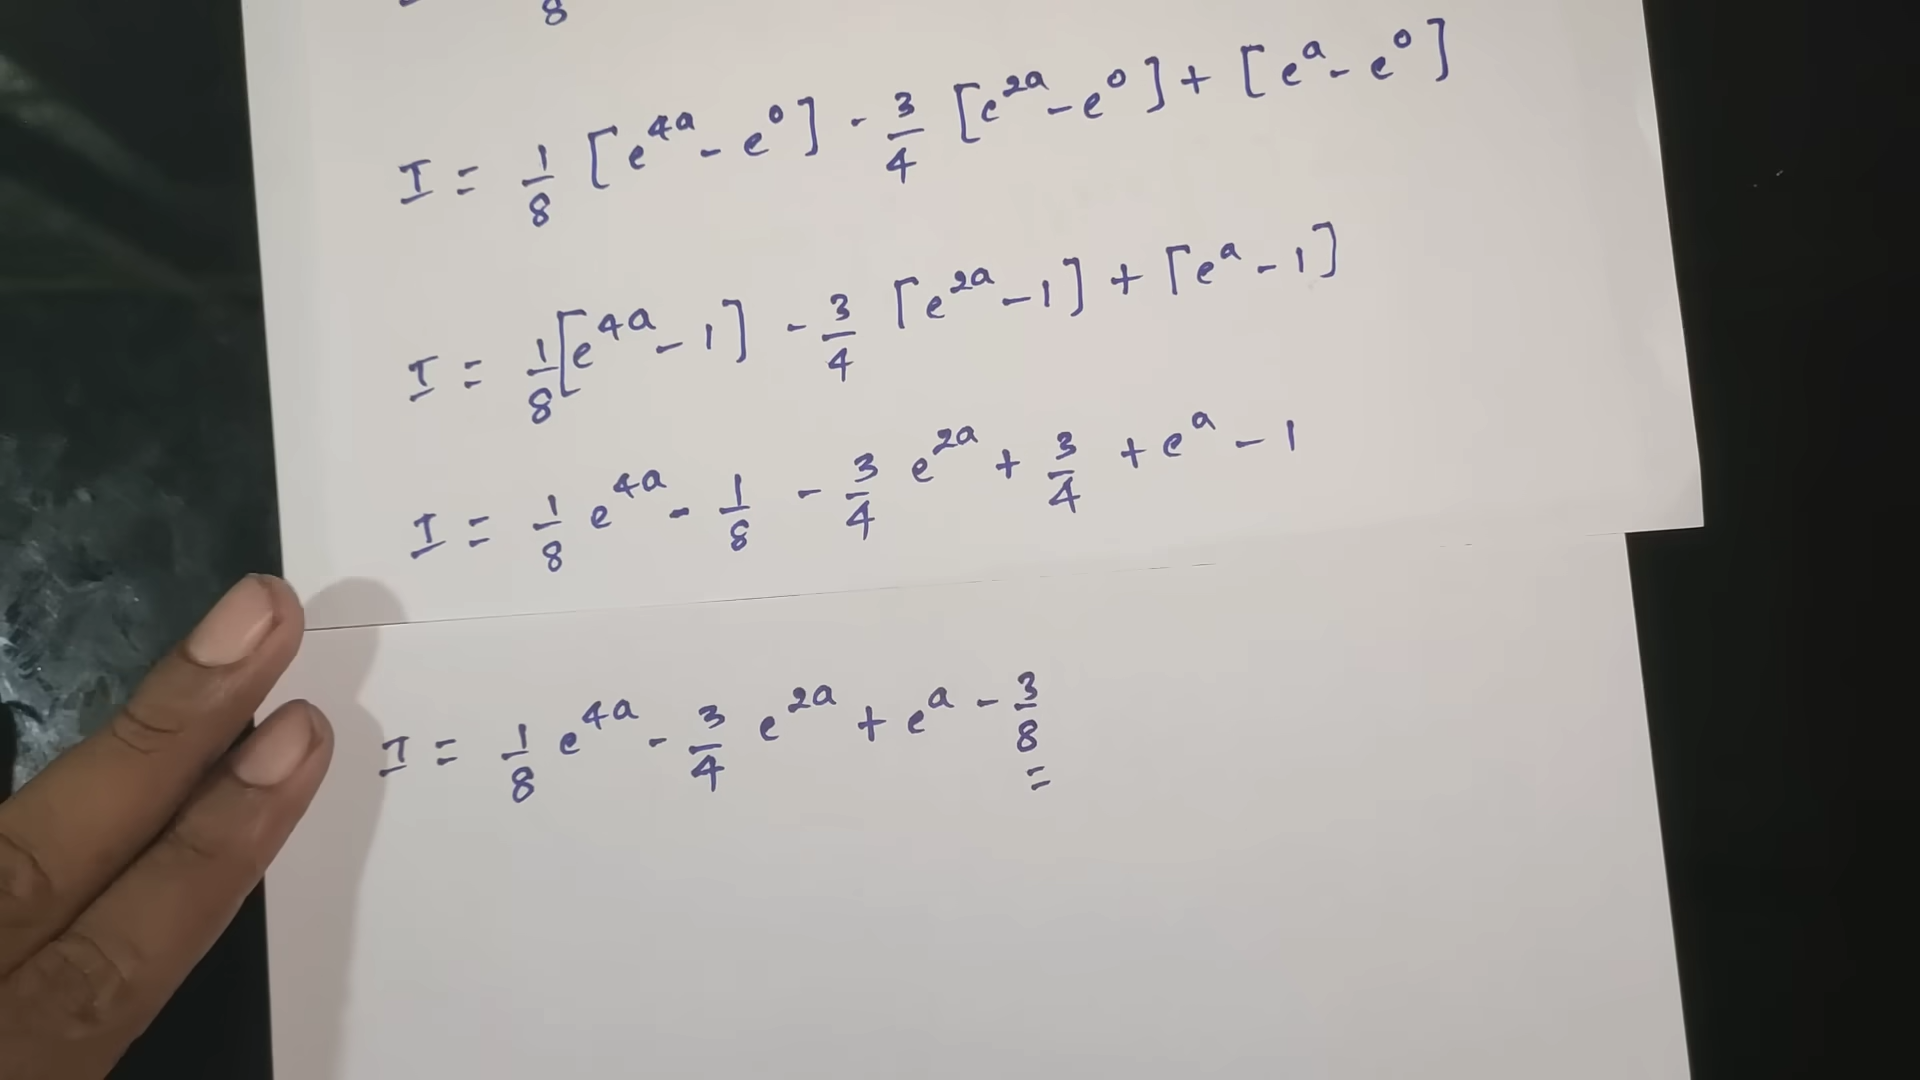 8
I = 1/8 [e^4a - e^0] - 3/4 [e^2a - e^0] + [e^a - e^0]
I = 1/8 [e^4a - 1] - 3/4 [e^2a - 1] + [e^a - 1]
I = 1/8 e^4a - 1/8 - 3/4 e^2a + 3/4 + e^a - 1
I = 1/8 e^4a - 3/4 e^2a + e^a - 3/8